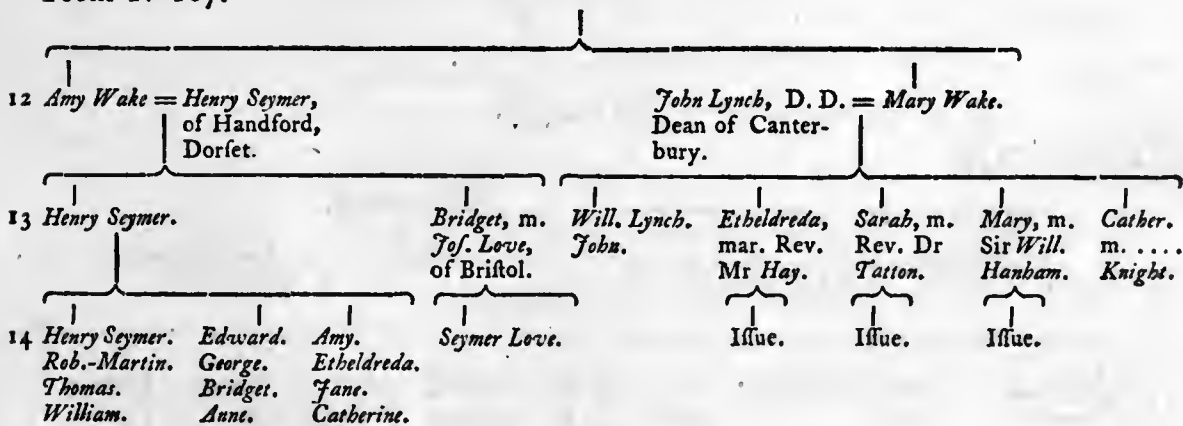 12 Amy Wake = Henry Seymer, John Lynch, D. D. = Mary Wake.
of Handford, Dean of Canter-
Dorſet. bury.
13 Henry Seymer. Bridget, m. Will. Lynch. Etheldreda, Sarah, m. Mary, m. Cather.
Joſ. Love, John. mar. Rev. Rev. Dr Sir Will. m. . . . . .
of Briſtol. Mr Hay. Tatton. Hanham. Knight.
14 Henry Seymer. Edward. Amy. Seymer Love. Iſſue. Iſſue. Iſſue.
Rob.-Martin. George. Etheldreda.
Thomas. Bridget. Jane.
William. Anne. Catherine.